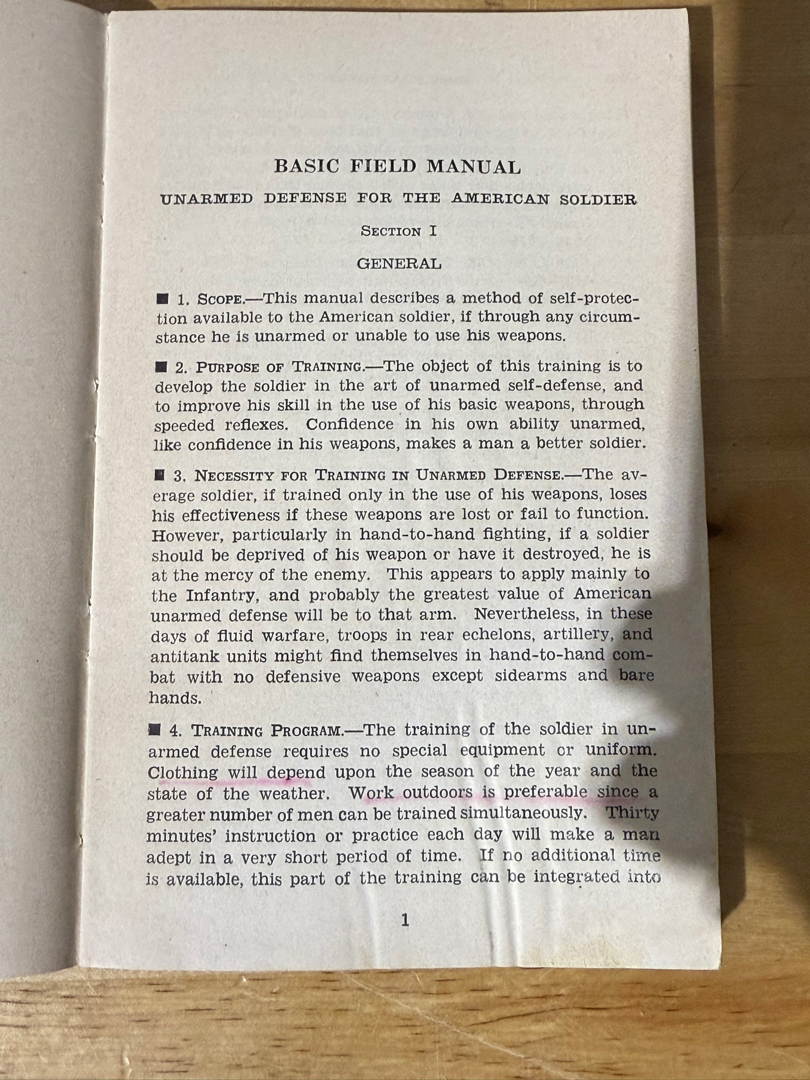 BASIC FIELD MANUAL
UNARMED DEFENSE FOR THE AMERICAN SOLDIER
SECTION I
GENERAL
■ 1. SCOPE.—This manual describes a method of self-protec-
tion available to the American soldier, if through any circum-
stance he is unarmed or unable to use his weapons.
■ 2. PURPOSE OF TRAINING.—The object of this training is to
develop the soldier in the art of unarmed self-defense, and
to improve his skill in the use of his basic weapons, through
speeded reflexes. Confidence in his own ability unarmed,
like confidence in his weapons, makes a man a better soldier.
■ 3. NECESSITY FOR TRAINING IN UNARMED DEFENSE.—The av-
erage soldier, if trained only in the use of his weapons, loses
his effectiveness if these weapons are lost or fail to function.
However, particularly in hand-to-hand fighting, if a soldier
should be deprived of his weapon or have it destroyed, he is
at the mercy of the enemy. This appears to apply mainly to
the Infantry, and probably the greatest value of American
unarmed defense will be to that arm. Nevertheless, in these
days of fluid warfare, troops in rear echelons, artillery, and
antitank units might find themselves in hand-to-hand com-
bat with no defensive weapons except sidearms and bare
hands.
■ 4. TRAINING PROGRAM.—The training of the soldier in un-
armed defense requires no special equipment or uniform.
Clothing will depend upon the season of the year and the
state of the weather. Work outdoors is preferable since a
greater number of men can be trained simultaneously. Thirty
minutes' instruction or practice each day will make a man
adept in a very short period of time. If no additional time
is available, this part of the training can be integrated into
1